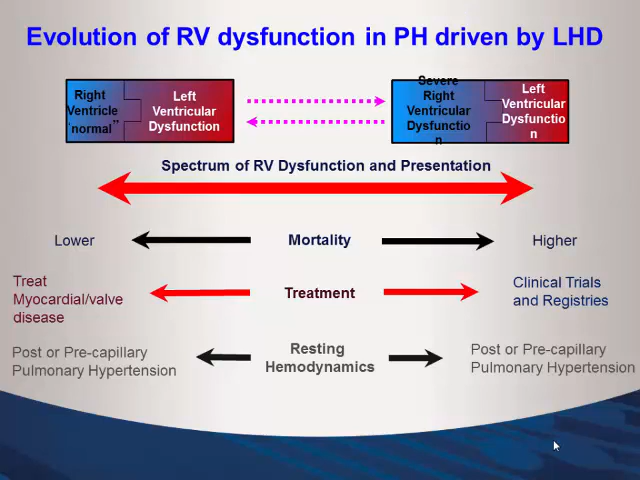 Evolution of RV dysfunction in PH driven by LHD
Right
Ventricle
"normal"
Left
Ventricular
Dysfunction
Severe
Right
Ventricular
Dysfunctio
n
Left
Ventricular
Dysfunctio
n
Spectrum of RV Dysfunction and Presentation
Lower
Mortality
Higher
Treat
Myocardial/valve
disease
Treatment
Clinical Trials
and Registries
Post or Pre-capillary
Pulmonary Hypertension
Resting
Hemodynamics
Post or Pre-capillary
Pulmonary Hypertension